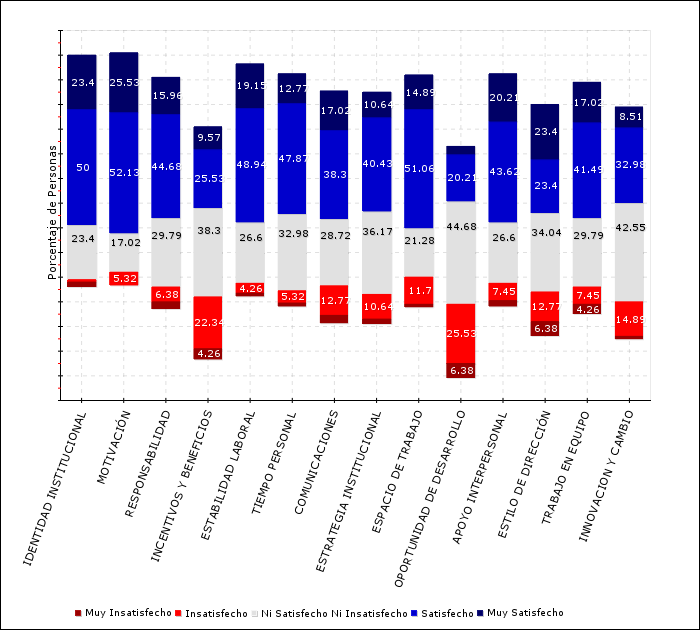 Porcentaje de Personas
23.4 25.53 15.96 9.57 19.15 12.77 17.02 10.64 14.89 20.21 23.4 17.02 8.51
50 52.13 44.68 25.53 48.94 47.87 38.3 40.43 51.06 20.21 43.62 23.4 41.49 32.98
23.4 17.02 29.79 38.3 26.6 32.98 28.72 36.17 21.28 44.68 26.6 34.04 29.79 42.55
5.32 6.38 22.34 4.26 5.32 12.77 10.64 11.7 25.53 7.45 12.77 7.45 14.89
4.26 6.38 6.38 4.26
IDENTIDAD INSTITUCIONAL
MOTIVACIÓN
RESPONSABILIDAD
INCENTIVOS Y BENEFICIOS
ESTABILIDAD LABORAL
TIEMPO PERSONAL
COMUNICACIONES
ESTRATEGIA INSTITUCIONAL
ESPACIO DE TRABAJO
OPORTUNIDAD DE DESARROLLO
APOYO INTERPERSONAL
ESTILO DE DIRECCIÓN
TRABAJO EN EQUIPO
INNOVACION Y CAMBIO
Muy Insatisfecho Insatisfecho Ni Satisfecho Ni Insatisfecho Satisfecho Muy Satisfecho